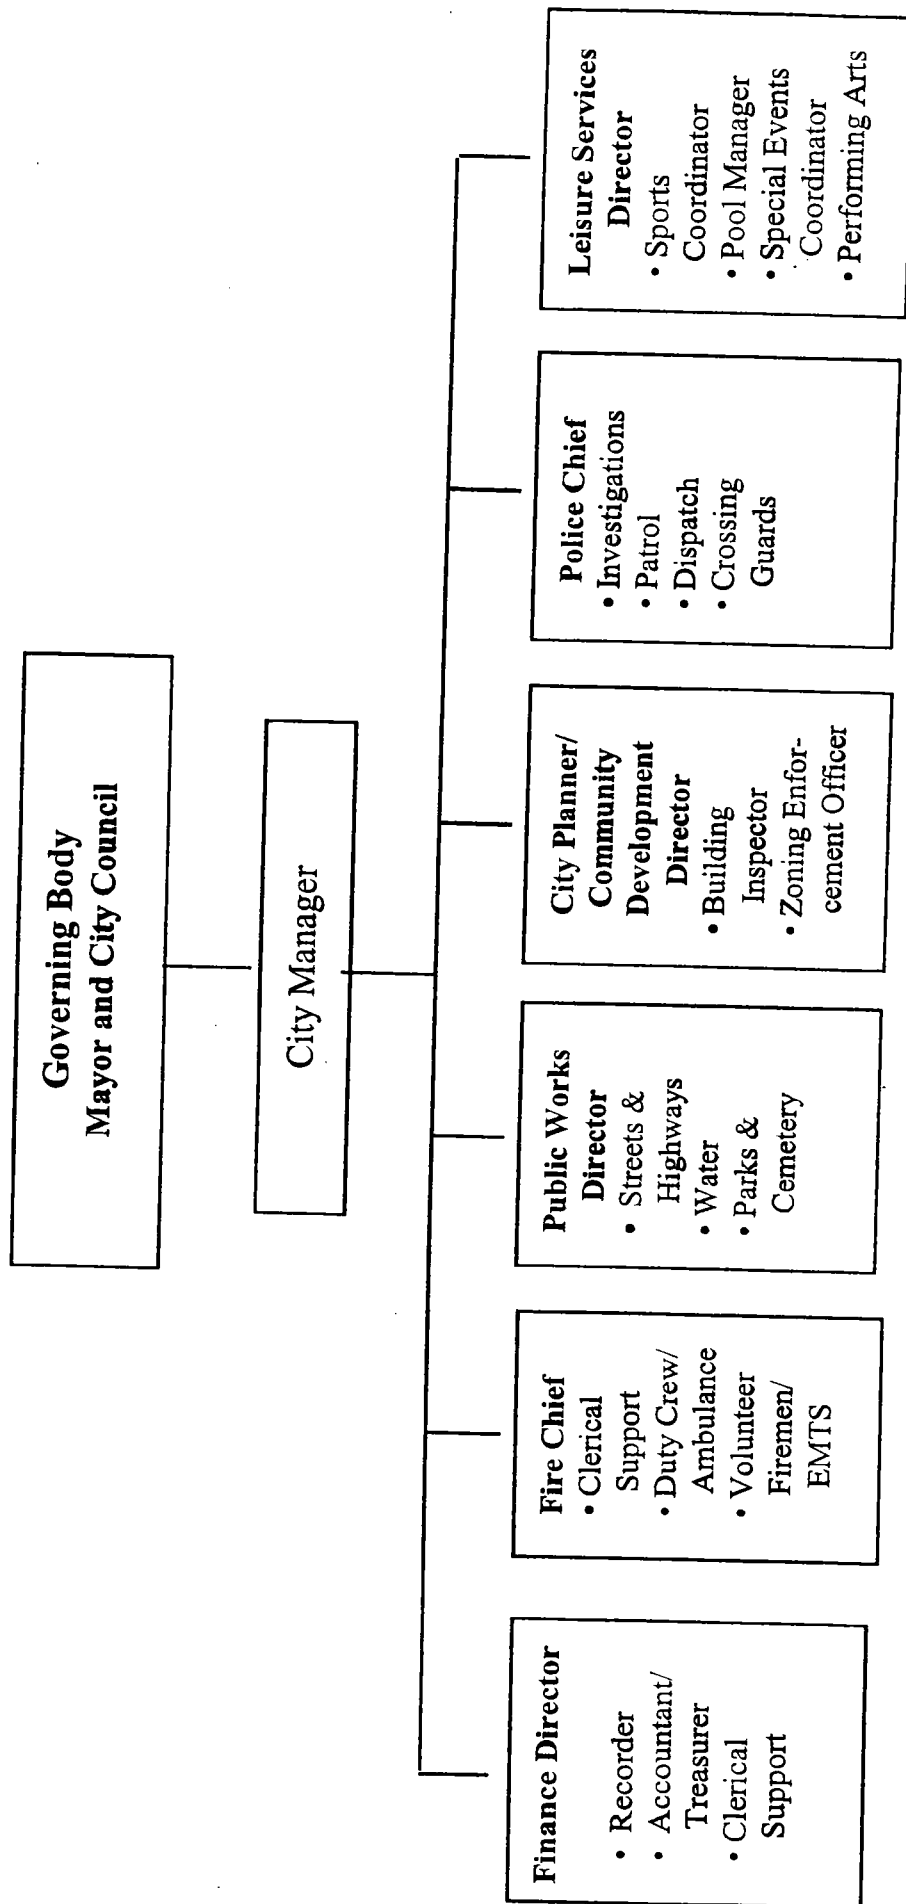 Governing Body
Mayor and City Council
City Manager
Finance Director
• Recorder
• Accountant/
Treasurer
• Clerical
Support
Fire Chief
• Clerical
Support
• Duty Crew/
Ambulance
• Volunteer
Firemen/
EMTS
Public Works
Director
• Streets &
Highways
• Water
• Parks &
Cemetery
City Planner/
Community
Development
Director
• Building
Inspector
• Zoning Enfor-
cement Officer
Police Chief
• Investigations
• Patrol
• Dispatch
• Crossing
Guards
Leisure Services
Director
• Sports
Coordinator
• Pool Manager
• Special Events
Coordinator
• Performing Arts